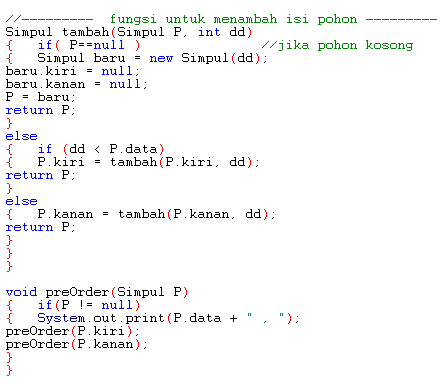 //----------  fungsi untuk menambah isi pohon ----------
Simpul tambah(Simpul P, int dd)
{   if( P==null )               //jika pohon kosong
{   Simpul baru = new Simpul(dd);
baru.kiri = null;
baru.kanan = null;
P = baru;
return P;
}
else
{   if (dd < P.data)
{   P.kiri = tambah(P.kiri, dd);
return P;
}
else
{   P.kanan = tambah(P.kanan, dd);
return P;
}
}
}

void preOrder(Simpul P)
{   if(P != null)
{   System.out.print(P.data + " , ");
preOrder(P.kiri);
preOrder(P.kanan);
}
}